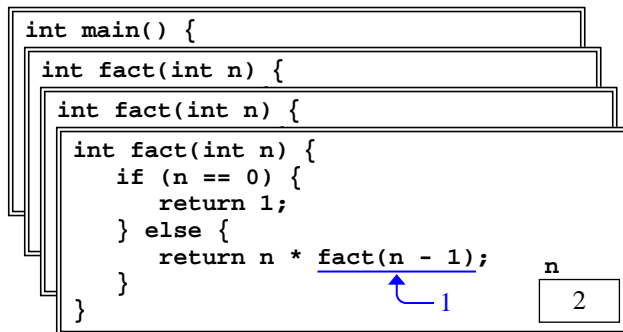 int main() {
int fact(int n) {
int fact(int n) {
int fact(int n) {
if (n == 0) {
return 1;
} else {
return n * fact(n - 1);
}
}
1
n
2